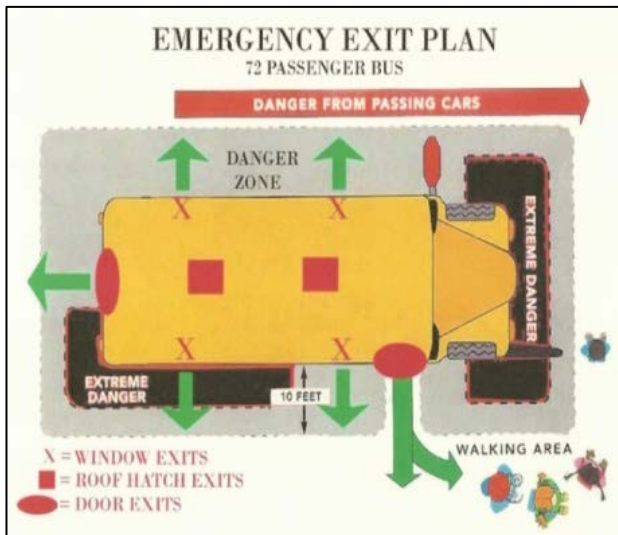 EMERGENCY EXIT PLAN
72 PASSENGER BUS
DANGER FROM PASSING CARS
DANGER
ZONE
X X
EXTREME DANGER
X X
EXTREME
DANGER
10 FEET
WALKING AREA
X = WINDOW EXITS
= ROOF HATCH EXITS
= DOOR EXITS